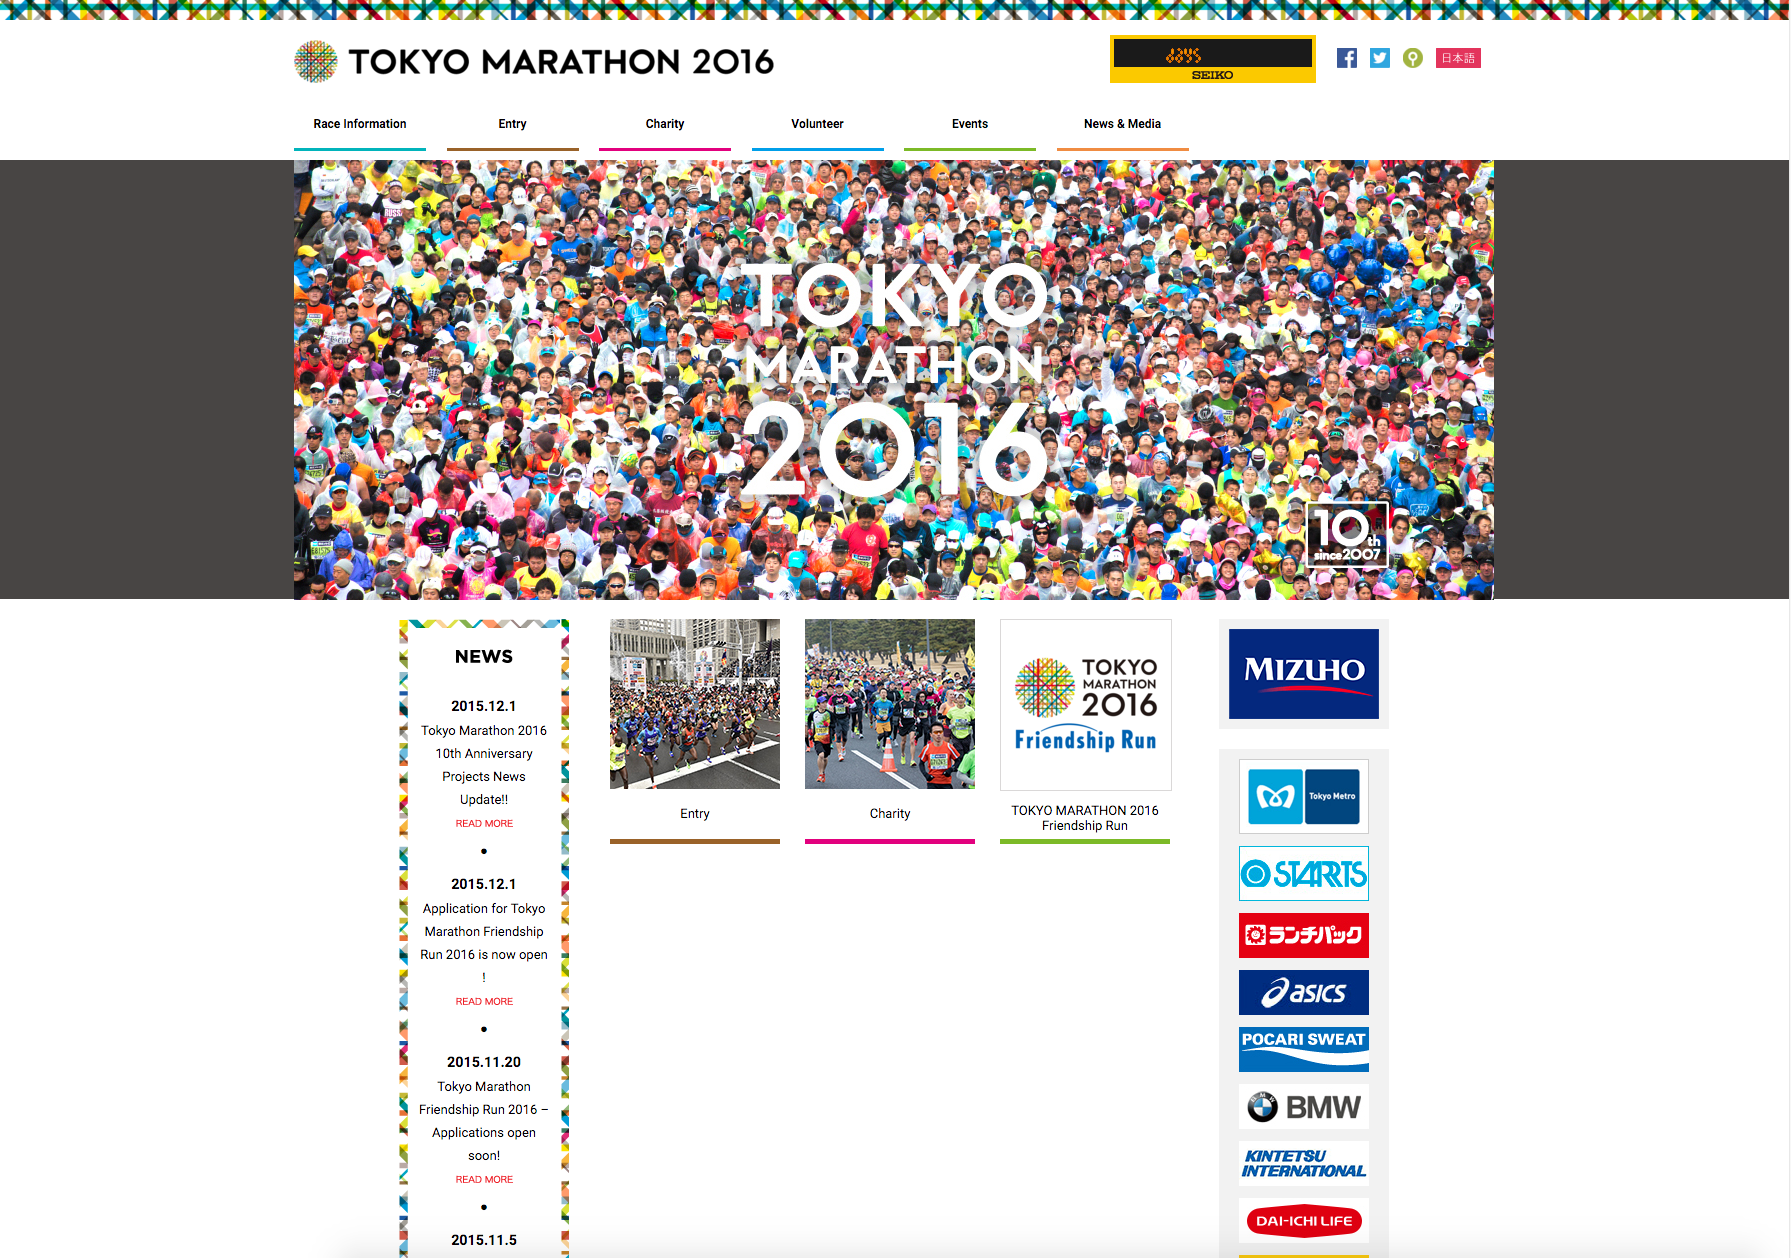 TOKYO MARATHON 2016
days
SEIKO
日本語
Race Information
Entry
Charity
Volunteer
Events
News & Media
TOKYO
MARATHON
2016
10th
since2007
NEWS
2015.12.1
Tokyo Marathon 2016
10th Anniversary
Projects News
Update!!
READ MORE
2015.12.1
Application for Tokyo
Marathon Friendship
Run 2016 is now open
!
READ MORE
2015.11.20
Tokyo Marathon
Friendship Run 2016 –
Applications open
soon!
READ MORE
2015.11.5
Entry
Charity
TOKYO
MARATHON
2016
Friendship Run
TOKYO MARATHON 2016
Friendship Run
MIZUHO
Tokyo Metro
STARTS
ランチパック
asics
POCARI SWEAT
BMW
KINTETSU
INTERNATIONAL
DAI-ICHI LIFE